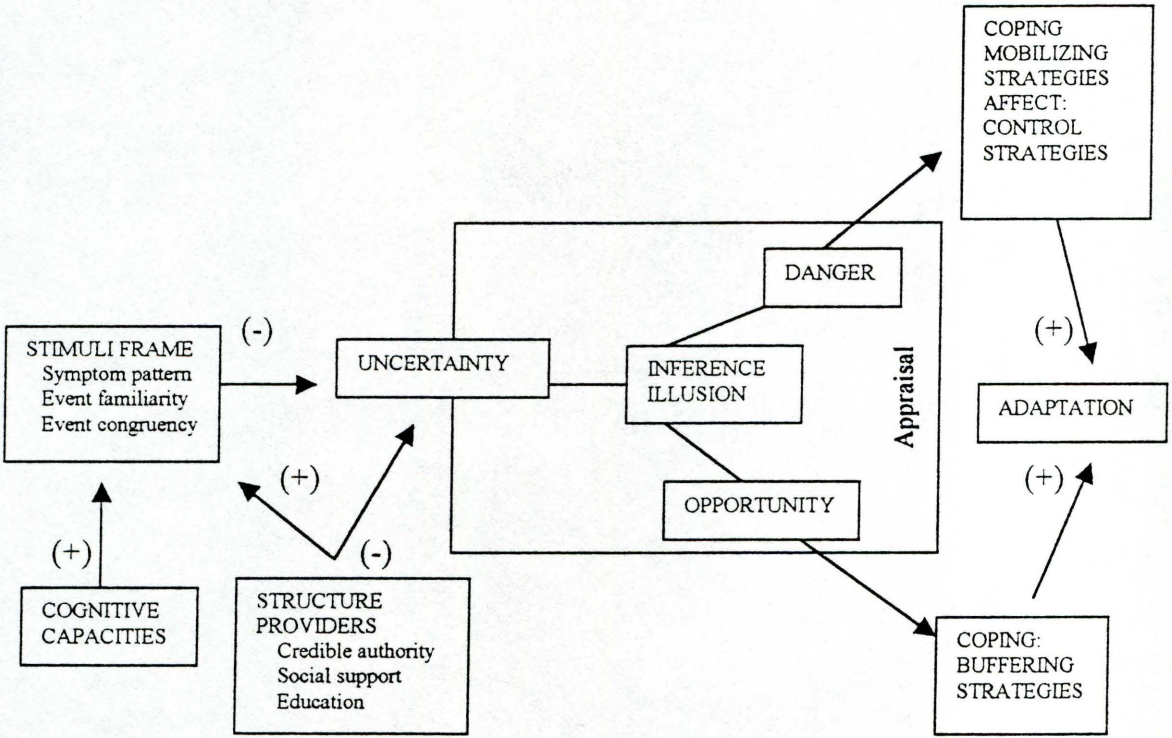 COPING
MOBILIZING
STRATEGIES
AFFECT:
CONTROL
STRATEGIES
DANGER
(-)
STIMULI FRAME
Symptom pattern
Event familiarity
Event congruency
UNCERTAINTY
INFERENCE
ILLUSION
Appraisal
(+)
ADAPTATION
(+)
(+)
OPPORTUNITY
(+)
(-)
COGNITIVE
CAPACITIES
STRUCTURE
PROVIDERS
Credible authority
Social support
Education
COPING:
BUFFERING
STRATEGIES